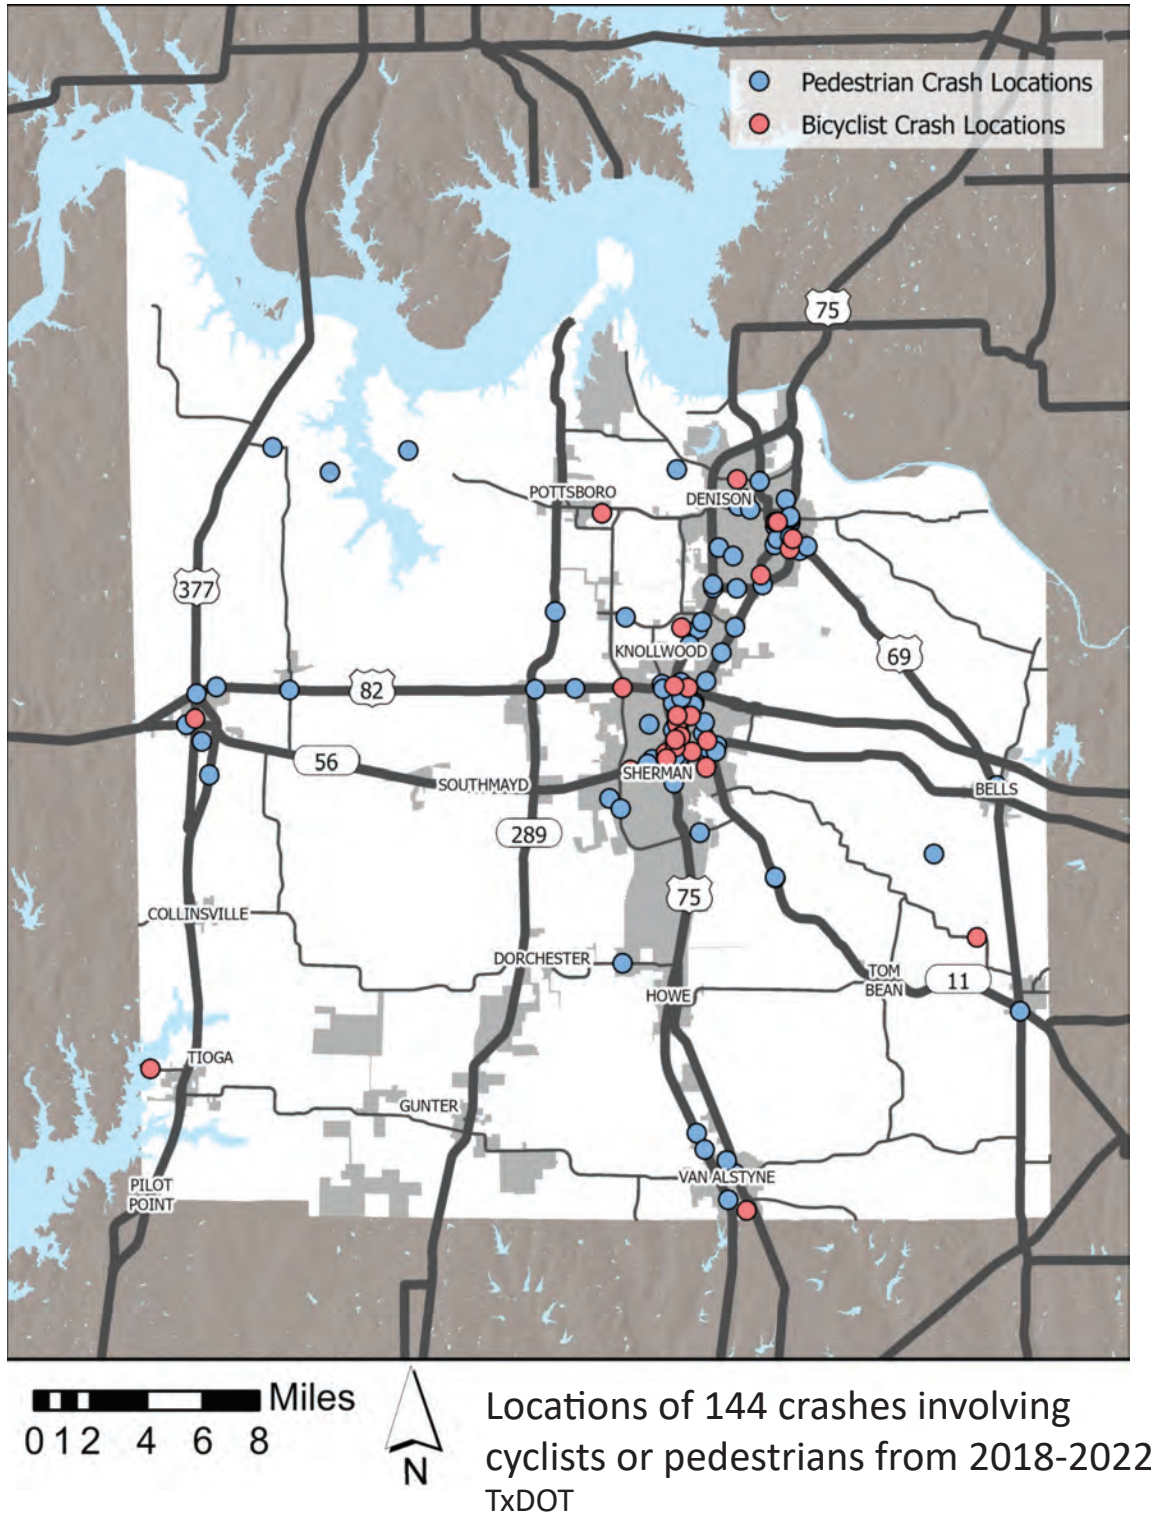 Pedestrian Crash Locations
Bicyclist Crash Locations
75
POTTSBORO
DENISON
377
KNOLLWOOD
69
82
56
SOUTHMAYD
SHERMAN
BELLS
289
75
COLLINSVILLE
DORCHESTER
TOM
BEAN
11
HOWE
TIOGA
GUNTER
VAN ALSTYNE
PILOT
POINT
Miles
0 1 2 4 6 8
N
Locations of 144 crashes involving
cyclists or pedestrians from 2018-2022
TxDOT